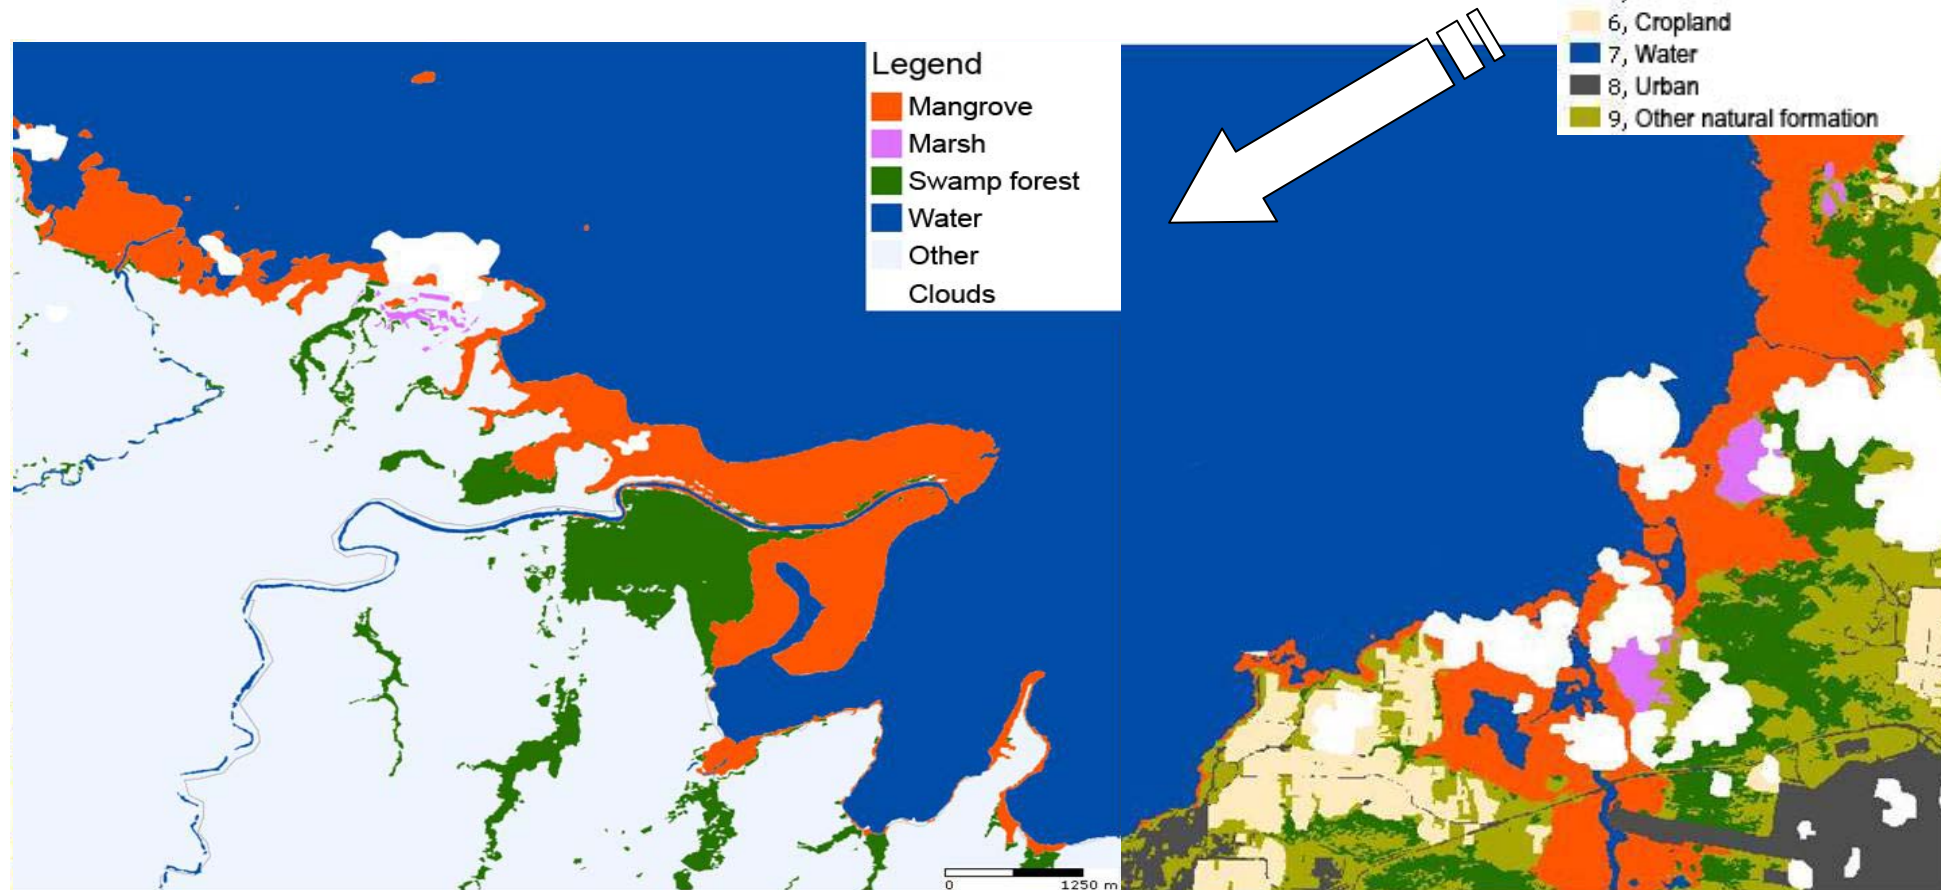 Legend
Mangrove
Marsh
Swamp forest
Water
Other
Clouds
0 1250 m
6, Cropland
7, Water
8, Urban
9, Other natural formation